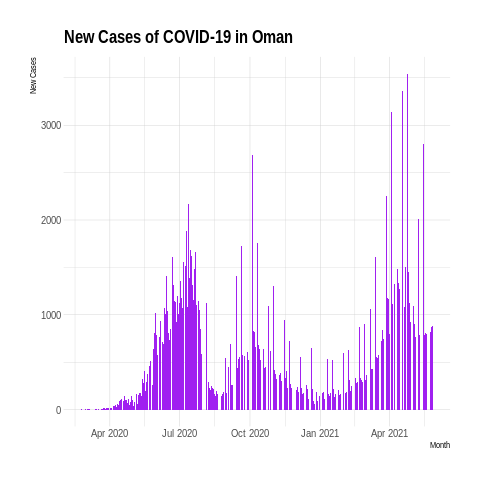 New Cases of COVID-19 in Oman
New Cases
3000
2000
1000
0
Apr 2020
Jul 2020
Oct 2020
Jan 2021
Apr 2021
Month